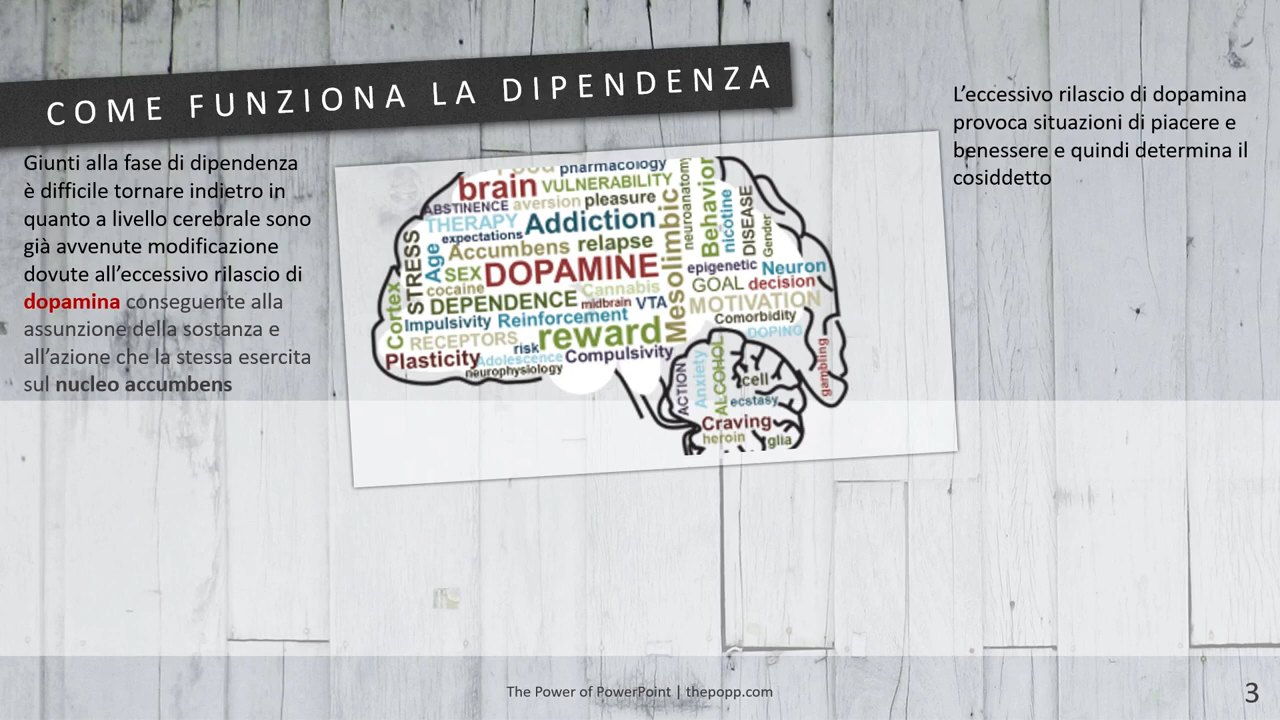 COME FUNZIONA LA DIPENDENZA
Giunti alla fase di dipendenza
è difficile tornare indietro in
quanto a livello cerebrale sono
già avvenute modificazione
dovute all’eccessivo rilascio di
dopamina conseguente alla
assunzione della sostanza e
all’azione che la stessa esercita
sul nucleo accumbens
pharmacology
brain VULNERABILITY
ABSTINENCE aversion pleasure
THERAPY Addiction
expectations
Accumbens relapse
SEX DOPAMINE
cocaine Cannabis
DEPENDENCE midbrain VTA
Impulsivity Reinforcement
RECEPTORS reward
risk
Plasticity Adolescence Compulsivity
neurophysiology
Cortex
STRESS
Age
Mesolimbic
neuroanatomy
Behavior
nicotine
DISEASE
Gender
epigenetic Neuron
GOAL decision
MOTIVATION
Comorbidity
DOPING
gambling
ACTION
Anxiety
ALCOHOL
cell
ecstasy
Craving
heroin glia
L’eccessivo rilascio di dopamina
provoca situazioni di piacere e
benessere e quindi determina il
cosiddetto
The Power of PowerPoint | thepopp.com
3